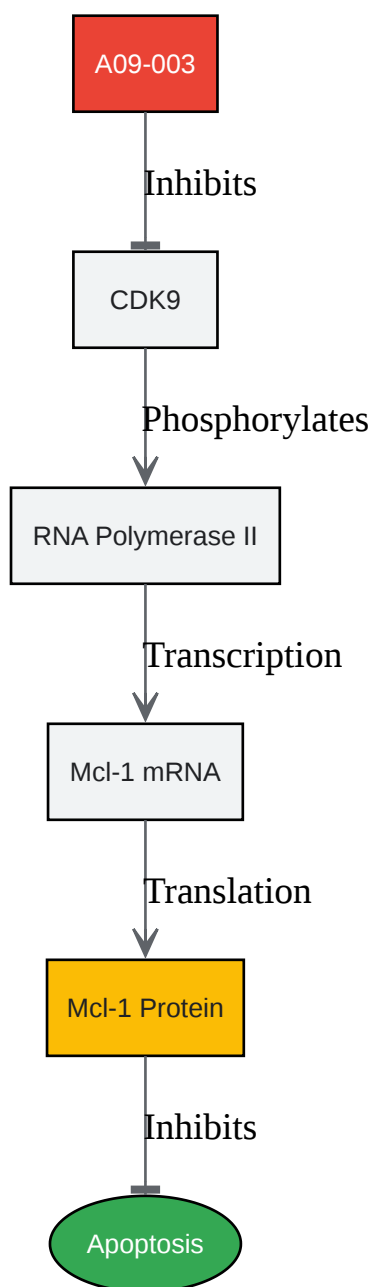 A09-003
Inhibits
CDK9
Phosphorylates
RNA Polymerase II
Transcription
Mcl-1 mRNA
Translation
Mcl-1 Protein
Inhibits
Apoptosis